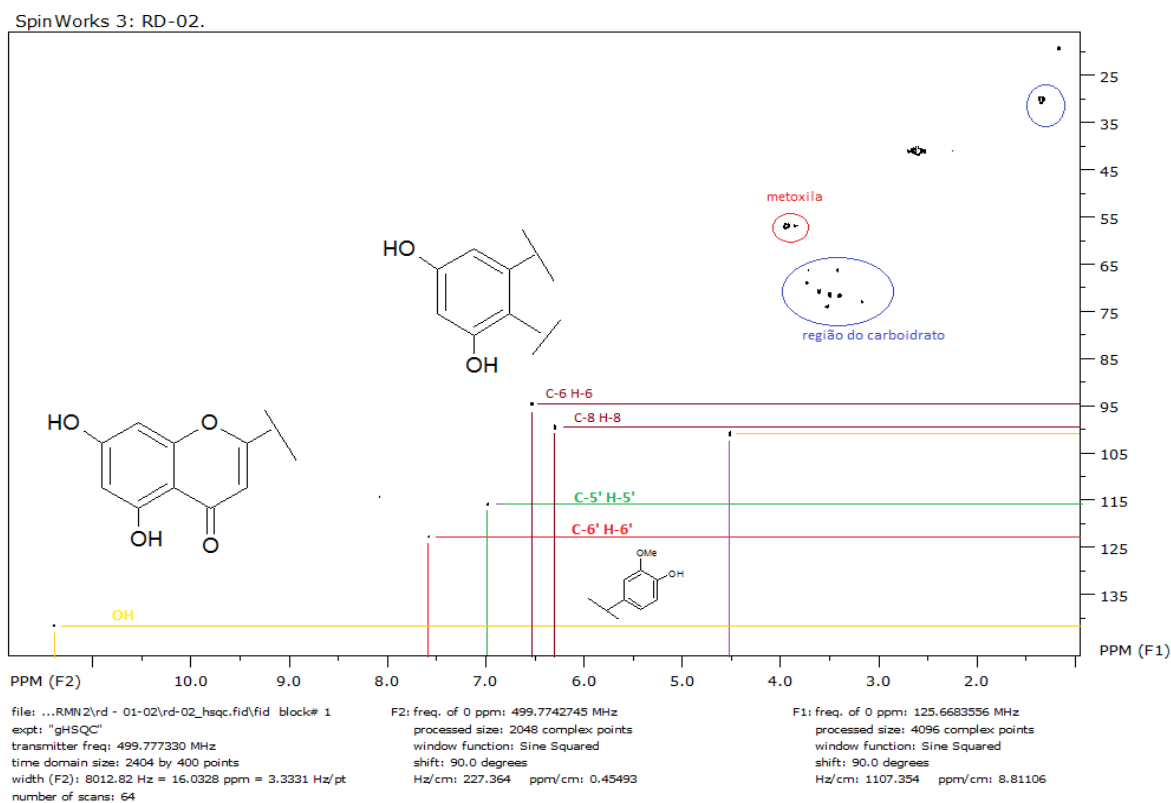 SpinWorks 3: RD-02.
25
35
45
metoxila
55
65
75
região do carboidrato
85
HO
OH
C-6 H-6
95
C-8 H-8
105
HO
O
OH
O
C-5' H-5'
115
C-6' H-6'
125
OMe
OH
135
OH
PPM (F1)
PPM (F2) 10.0 9.0 8.0 7.0 6.0 5.0 4.0 3.0 2.0
file: ...RMN2\rd - 01-02\rd-02_hsqc.fid\fid block# 1
expt: "gHSQC"
transmitter freq: 499.777330 MHz
time domain size: 2404 by 400 points
width (F2): 8012.82 Hz = 16.0328 ppm = 3.3331 Hz/pt
number of scans: 64
F2: freq. of 0 ppm: 499.7742745 MHz
processed size: 2048 complex points
window function: Sine Squared
shift: 90.0 degrees
Hz/cm: 227.364 ppm/cm: 0.45493
F1: freq. of 0 ppm: 125.6683556 MHz
processed size: 4096 complex points
window function: Sine Squared
shift: 90.0 degrees
Hz/cm: 1107.354 ppm/cm: 8.81106